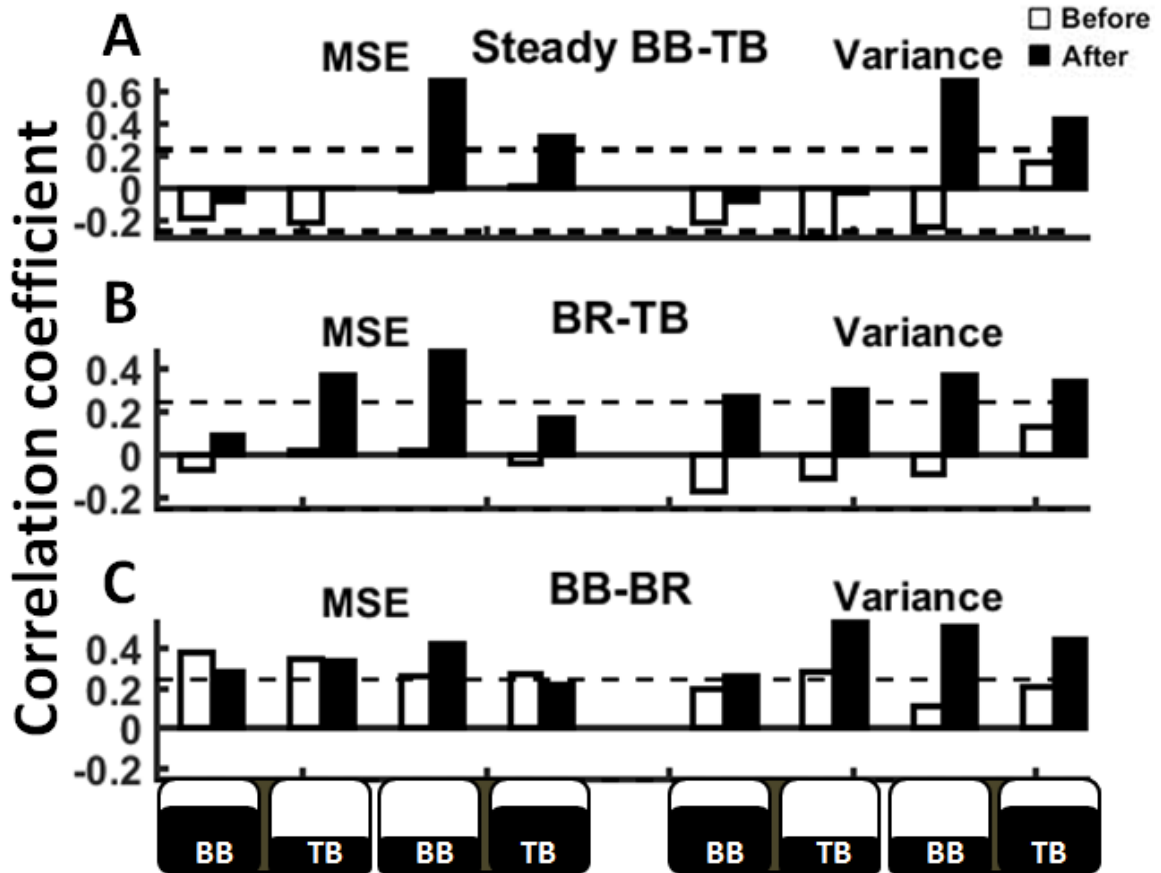 A
MSE
Steady BB-TB
Variance
Before
After
0.6
0.4
0.2
0
-0.2
B
MSE
BR-TB
Variance
0.4
0.2
0
-0.2
C
MSE
BB-BR
Variance
0.4
0.2
0
-0.2
Correlation coefficient
BB TB BB TB BB TB BB TB